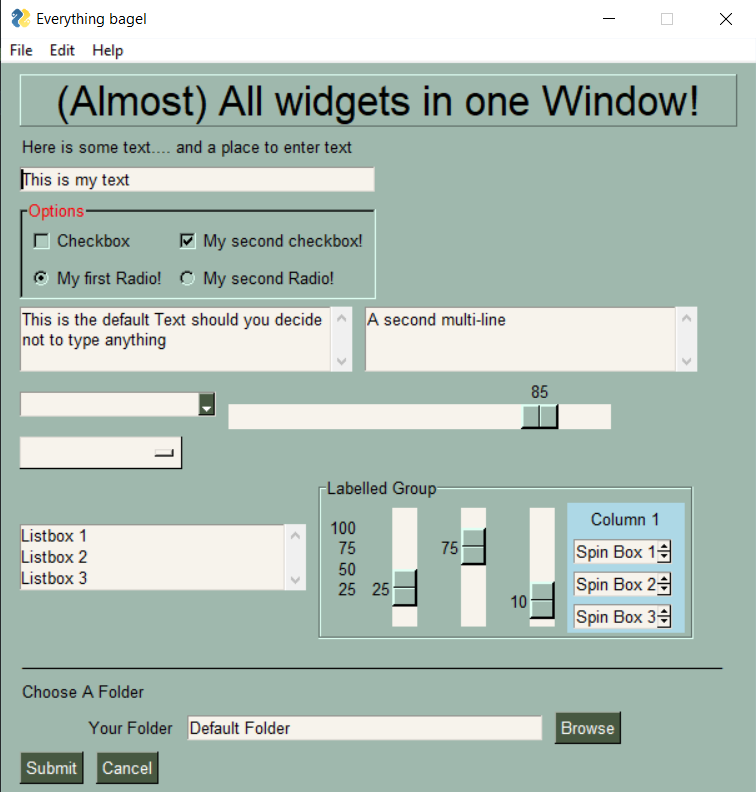 Everything bagel
File Edit Help
(Almost) All widgets in one Window!
Here is some text.... and a place to enter text
This is my text
Options
Checkbox My second checkbox!
My first Radio! My second Radio!
This is the default Text should you decide
not to type anything
A second multi-line
85
Labelled Group
Listbox 1
Listbox 2
Listbox 3
100
75
50
25
25
75
10
Column 1
Spin Box 1
Spin Box 2
Spin Box 3
Choose A Folder
Your Folder Default Folder Browse
Submit Cancel